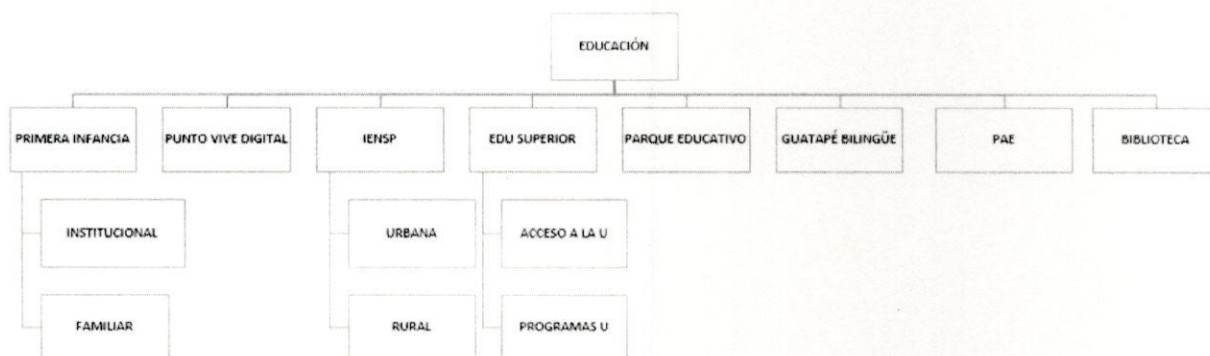 EDUCACIÓN
PRIMERA INFANCIA
PUNTO VIVE DIGITAL
IENSP
EDU SUPERIOR
PARQUE EDUCATIVO
GUATAPÉ BILINGÜE
PAE
BIBLIOTECA
INSTITUCIONAL
URBANA
ACCESO A LA U
FAMILIAR
RURAL
PROGRAMAS U